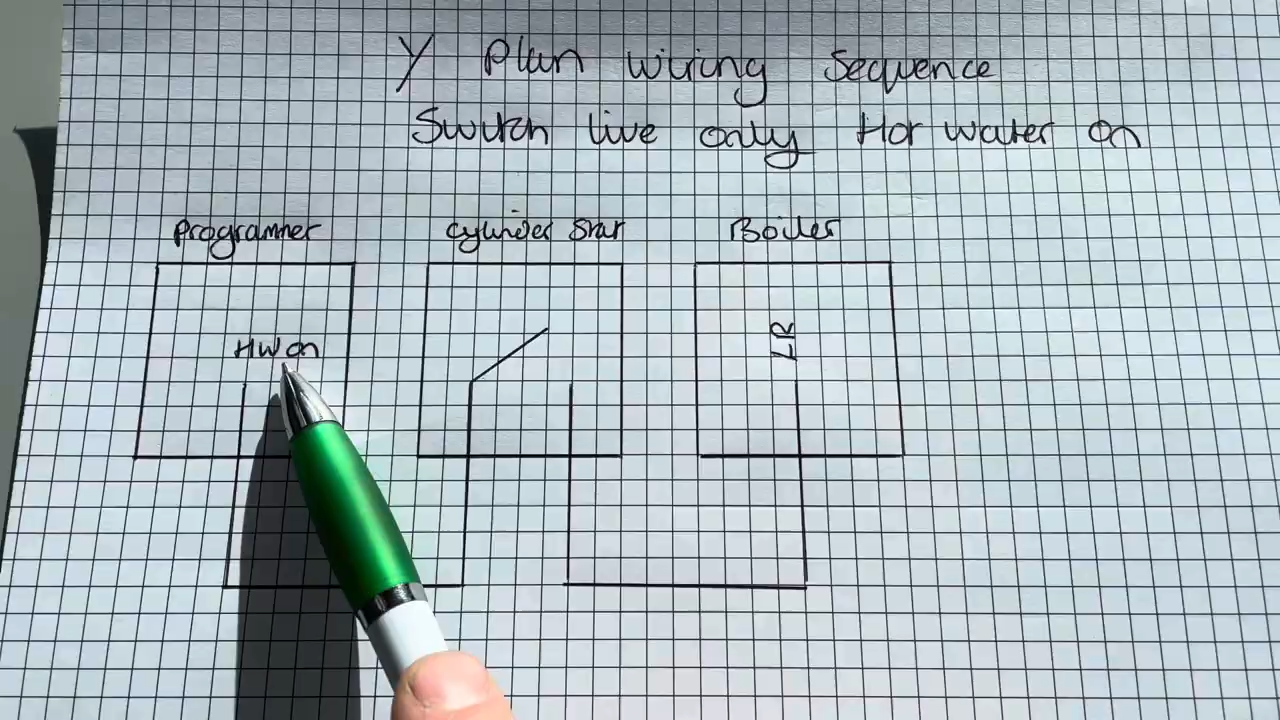 Y Plan wiring Sequence
Switch live only Hot water on
Programmer
Cylinder Stat
Boiler
HW on
LR